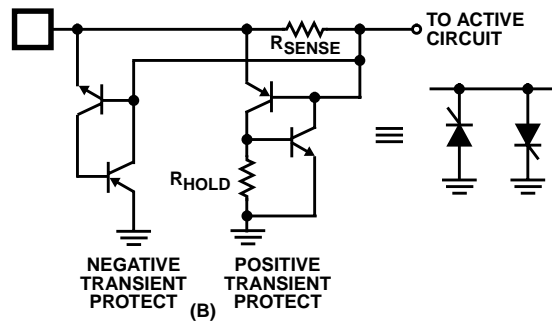 TO ACTIVE
CIRCUIT
RSENSE
RHOLD
NEGATIVE
TRANSIENT
PROTECT
POSITIVE
TRANSIENT
PROTECT
(B)